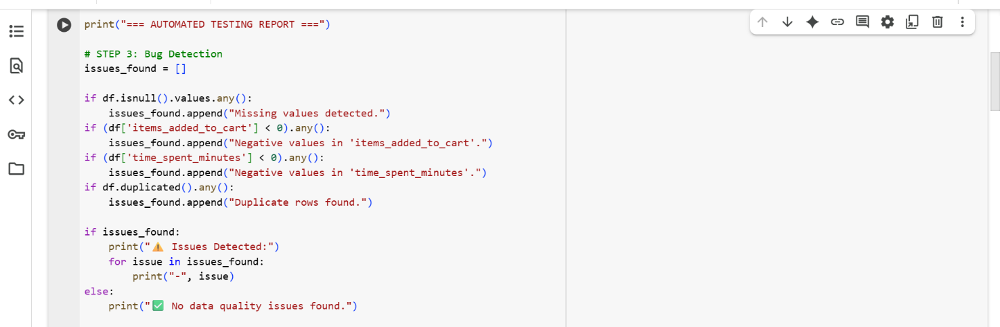 print("=== AUTOMATED TESTING REPORT ===")

# STEP 3: Bug Detection
issues_found = []

if df.isnull().values.any():
    issues_found.append("Missing values detected.")
if (df['items_added_to_cart'] < 0).any():
    issues_found.append("Negative values in 'items_added_to_cart'.")
if (df['time_spent_minutes'] < 0).any():
    issues_found.append("Negative values in 'time_spent_minutes'.")
if df.duplicated().any():
    issues_found.append("Duplicate rows found.")

if issues_found:
    print("⚠️ Issues Detected:")
    for issue in issues_found:
        print("-", issue)
else:
    print("✅ No data quality issues found.")